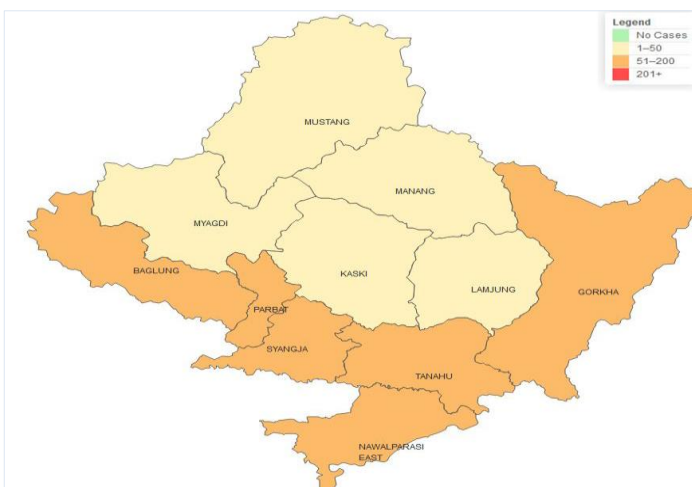 Legend
No Cases
1–50
51–200
201+
MUSTANG
MANANG
MYAGDI
BAGLUNG
KASKI
LAMJUNG
GORKHA
PARBAT
SYANGJA
TANAHU
NAWALPARASI
EAST